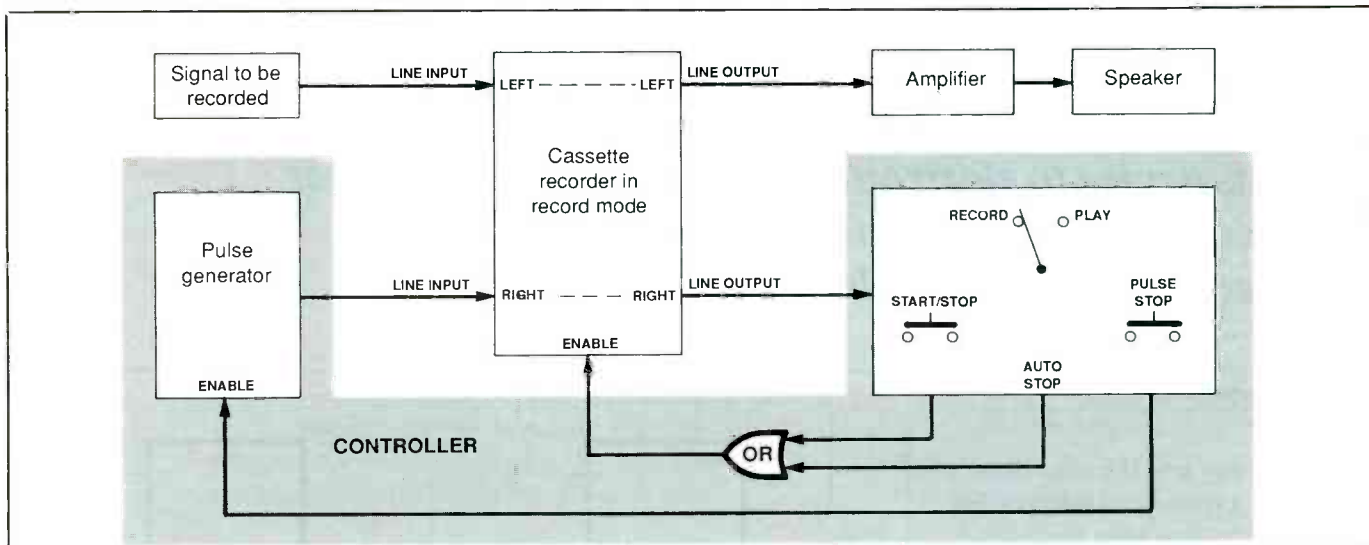 Signal to be
recorded
LINE INPUT
LEFT
LEFT
LINE OUTPUT
Amplifier
Speaker
Cassette
recorder in
record mode
Pulse
generator
LINE INPUT
RIGHT
RIGHT
LINE OUTPUT
ENABLE
ENABLE
RECORD
PLAY
START/STOP
PULSE
STOP
AUTO
STOP
CONTROLLER
OR